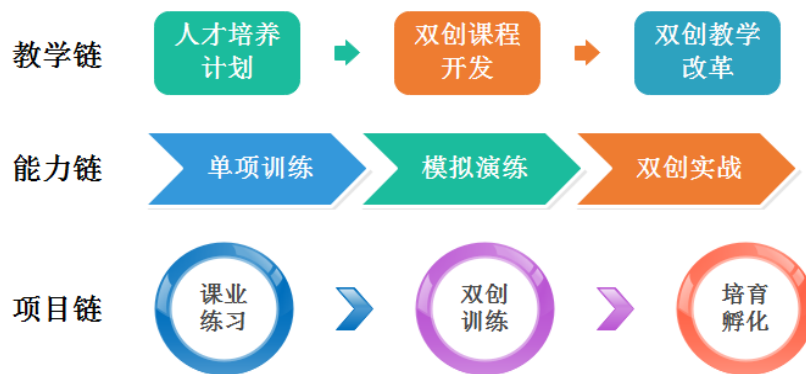 教学链
人才培养
计划
双创课程
开发
双创教学
改革
能力链
单项训练
模拟演练
双创实战
项目链
课业
练习
双创
训练
培育
孵化